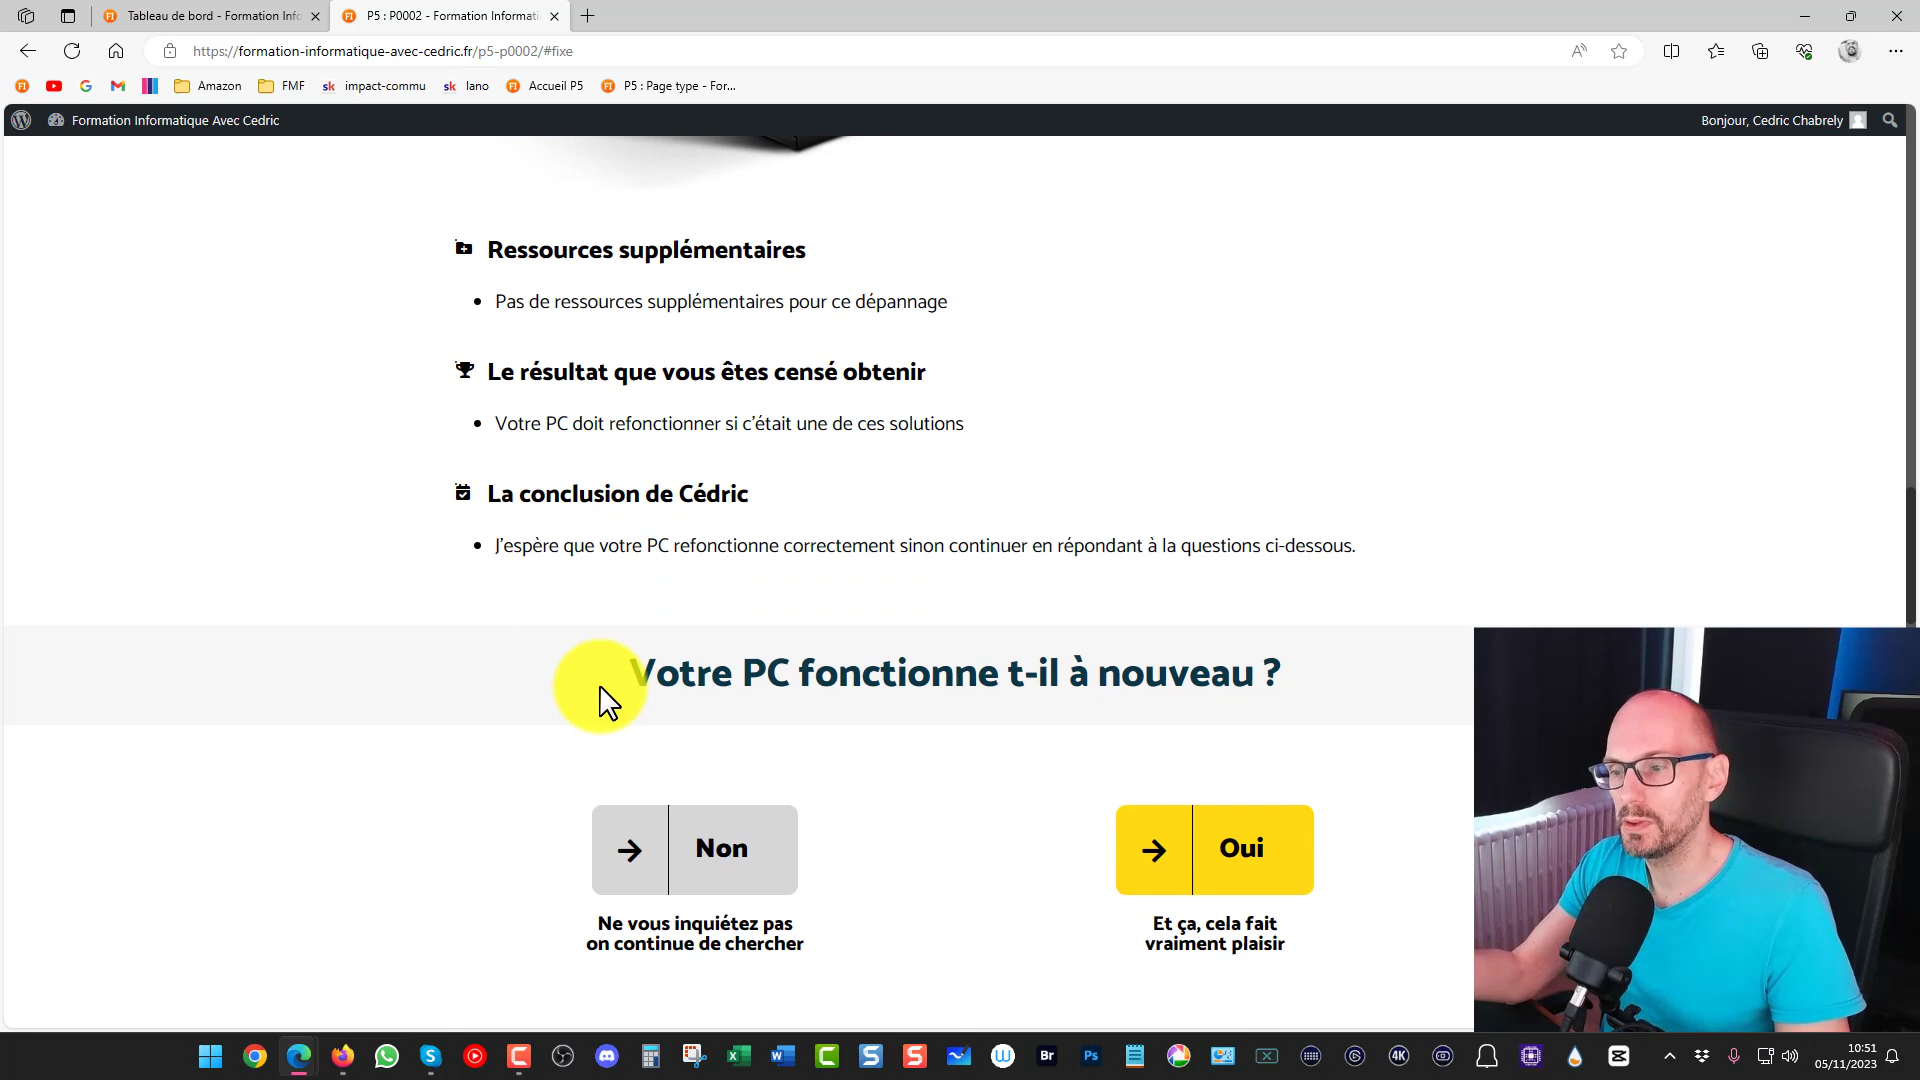 Tableau de bord - Formation Info
P5 : P0002 - Formation Informati
https://formation-informatique-avec-cedric.fr/p5-p0002/#fixe
Amazon
FMF
sk impact-commu
sk lano
Accueil P5
P5 : Page type - For...
Formation Informatique Avec Cedric
Bonjour, Cedric Chabrely
Ressources supplémentaires
Pas de ressources supplémentaires pour ce dépannage
Le résultat que vous êtes censé obtenir
Votre PC doit refonctionner si c'était une de ces solutions
La conclusion de Cédric
J'espère que votre PC refonctionne correctement sinon continuer en répondant à la questions ci-dessous.
Votre PC fonctionne t-il à nouveau ?
Non
Oui
Ne vous inquiétez pas
on continue de chercher
Et ça, cela fait
vraiment plaisir
10:51
05/11/2023